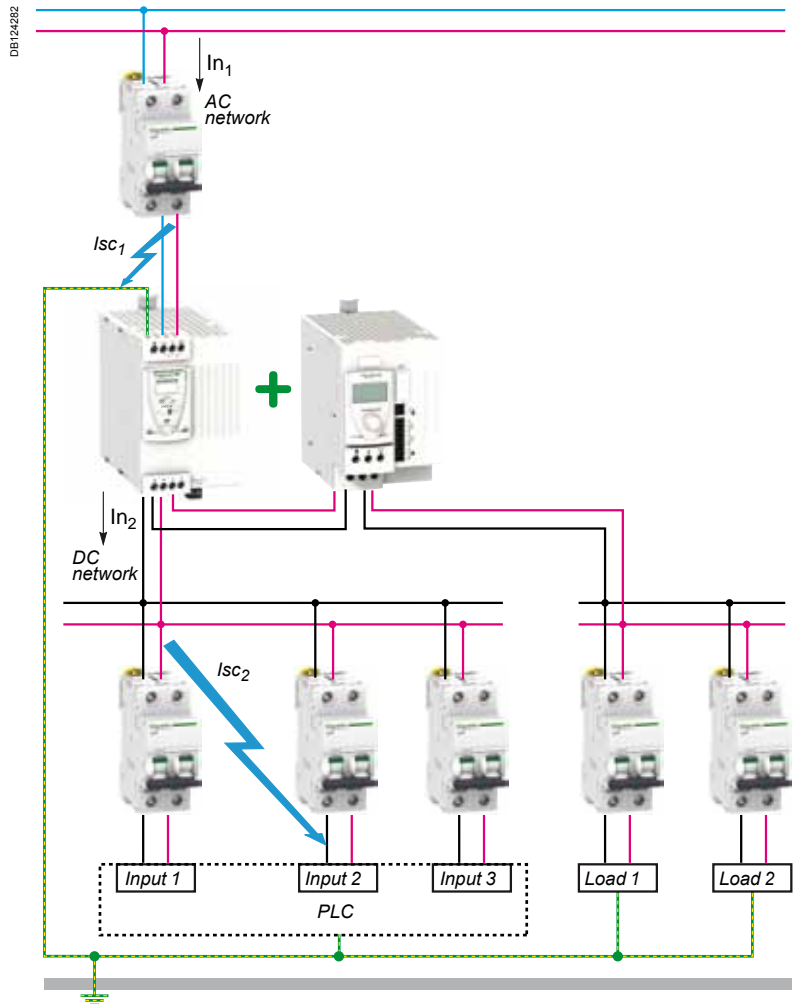 DB124282
In₁
AC
network
Isc₁
In₂
DC
network
Isc₂
Input 1
Input 2
Input 3
Load 1
Load 2
PLC